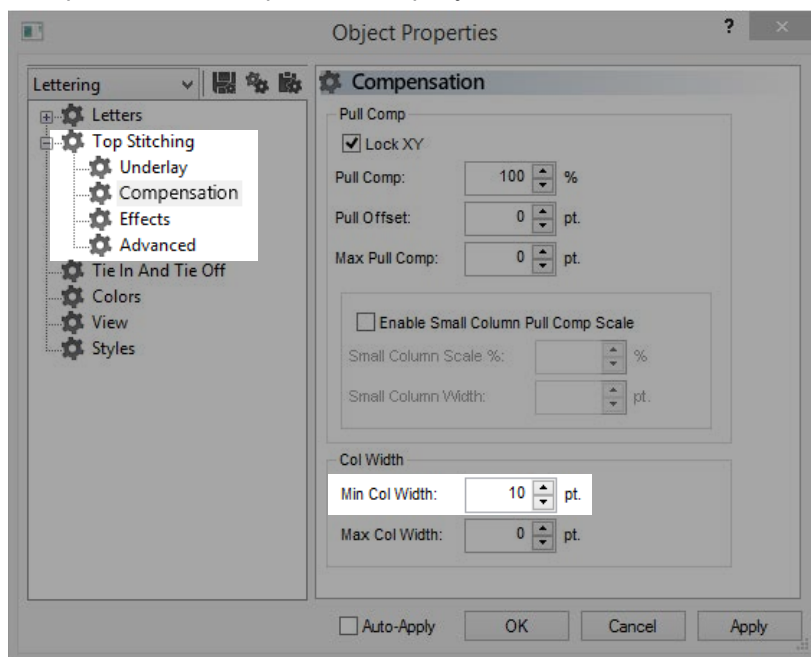 Object Properties
?
Lettering
Letters
Top Stitching
Underlay
Compensation
Effects
Advanced
Tie In And Tie Off
Colors
View
Styles
Compensation
Pull Comp
Lock XY
Pull Comp: 100 %
Pull Offset: 0 pt.
Max Pull Comp: 0 pt.
Enable Small Column Pull Comp Scale
Small Column Scale %: %
Small Column Width: pt.
Col Width
Min Col Width: 10 pt.
Max Col Width: 0 pt.
Auto-Apply OK Cancel Apply